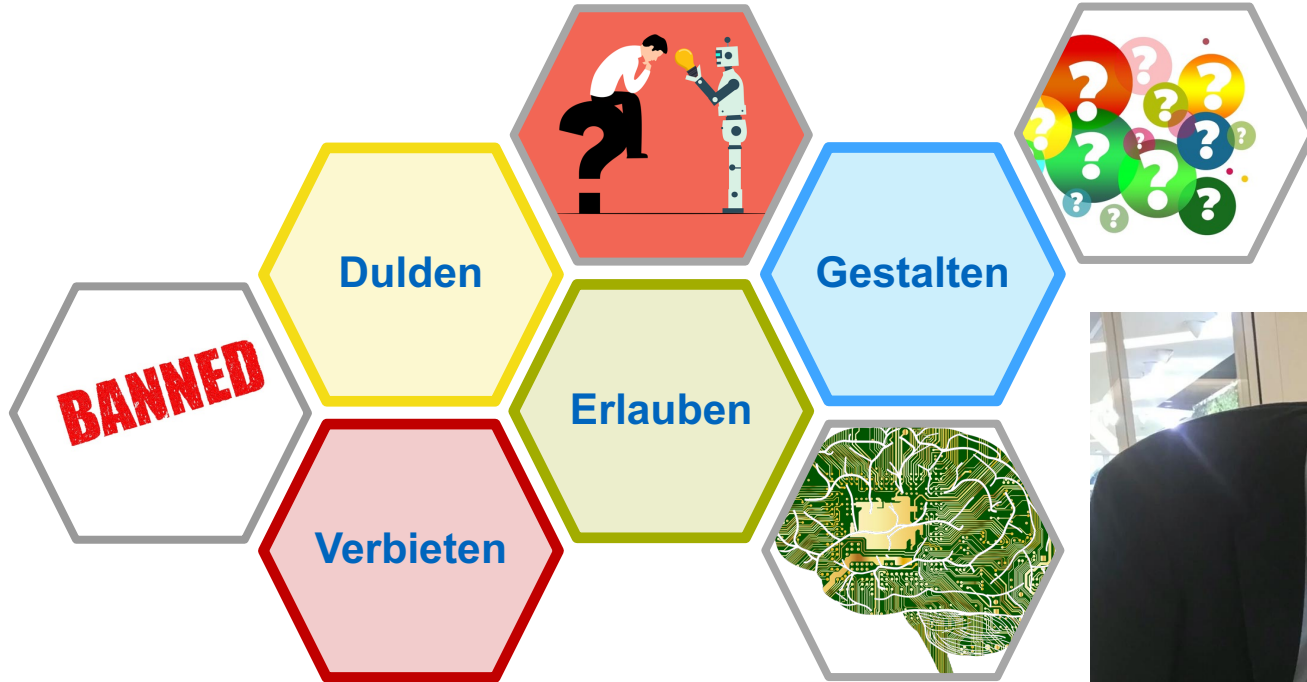 Dulden
Gestalten
BANNED
Erlauben
Verbieten
? ? ? ? ? ? ? ? ? ? ? ?